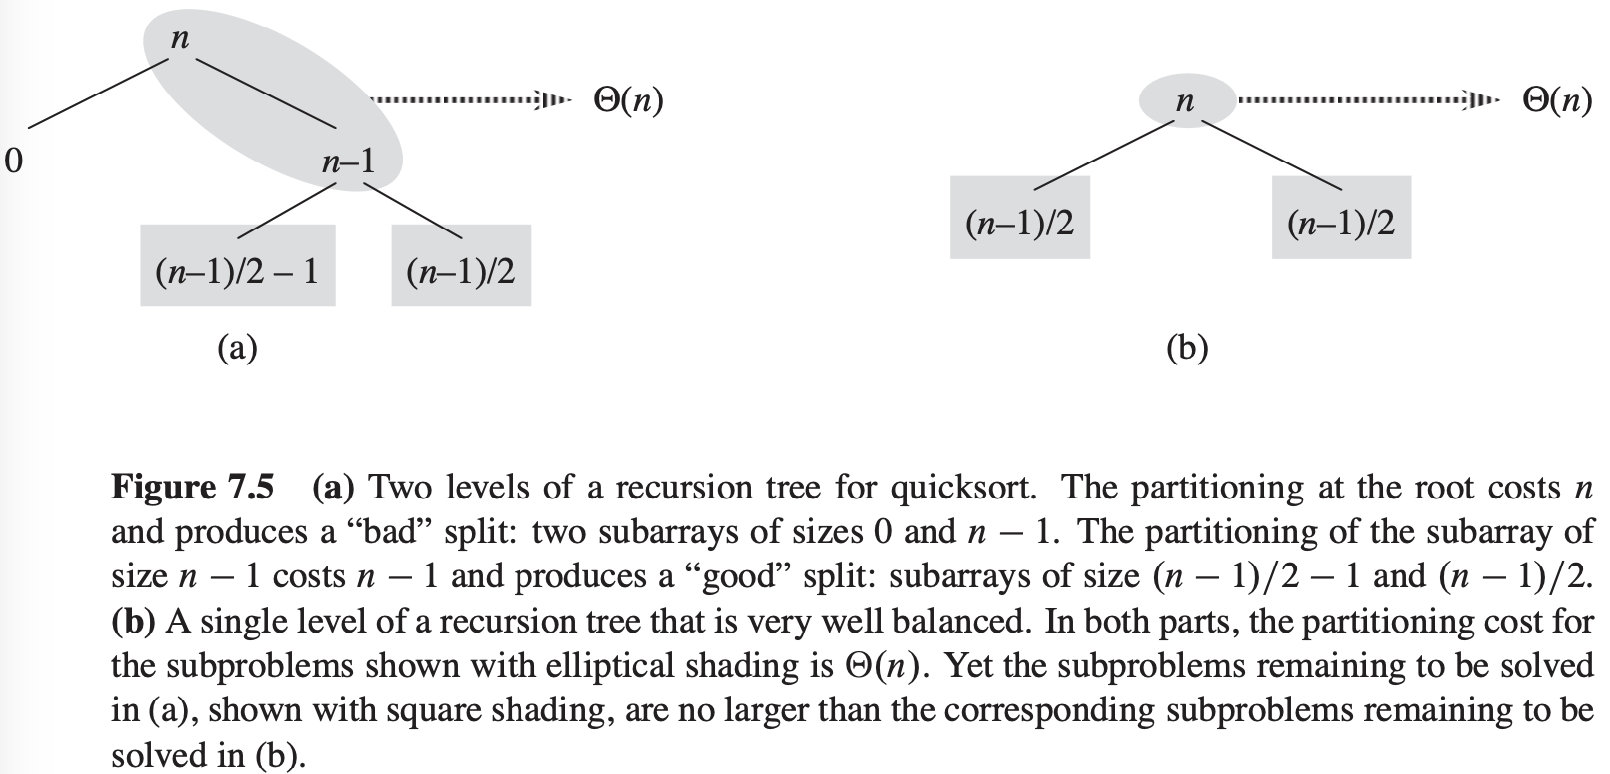 n
Θ(n)
0
n–1
(n–1)/2 – 1
(n–1)/2
(a)
n
Θ(n)
(n–1)/2
(n–1)/2
(b)
Figure 7.5 (a) Two levels of a recursion tree for quicksort. The partitioning at the root costs n
and produces a “bad” split: two subarrays of sizes 0 and n − 1. The partitioning of the subarray of
size n − 1 costs n − 1 and produces a “good” split: subarrays of size (n − 1)/2 − 1 and (n − 1)/2.
(b) A single level of a recursion tree that is very well balanced. In both parts, the partitioning cost for
the subproblems shown with elliptical shading is Θ(n). Yet the subproblems remaining to be solved
in (a), shown with square shading, are no larger than the corresponding subproblems remaining to be
solved in (b).